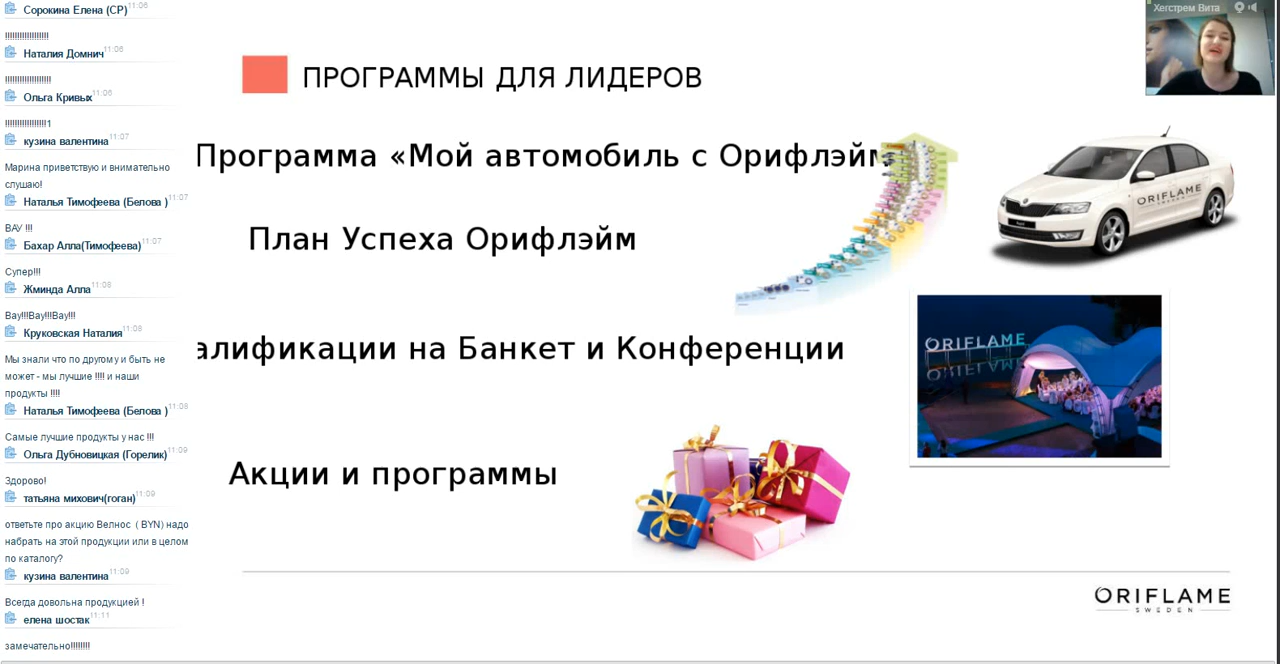 Сорокина Елена (СР) 11:06
!!!!!!!!!!!!!!!!!!
Наталия Домнич 11:06
!!!!!!!!!!!!!!!!!!!
Ольга Кривых 11:06
!!!!!!!!!!!!!!!!!1
кузина валентина 11:07
Марина приветствую и внимательно
слушаю!
Наталья Тимофеева (Белова ) 11:07
ВАУ !!!
Бахар Алла(Тимофеева) 11:07
Супер!!!
Жминда Алла 11:08
Вау!!!Вау!!!Вау!!!
Круковская Наталия 11:08
Мы знали что по другому и быть не
может - мы лучшие !!!! и наши
продукты !!!!
Наталья Тимофеева (Белова ) 11:09
Самые лучшие продукты у нас !!!
Ольга Дубновицкая (Горелик) 11:09
Здорово!
татьяна михович(гоган) 11:09
ответьте про акцию Велнос ( BYN) надо
набрать на этой продукции или в целом
по каталогу?
кузина валентина 11:09
Всегда довольна продукцией !
елена шостак 11:11
замечательно!!!!!!!!
Хегстрем Вита
ПРОГРАММЫ ДЛЯ ЛИДЕРОВ
Программа «Мой автомобиль с Орифлэйм
ORIFLAME
SWEDEN
План Успеха Орифлэйм
алификации на Банкет и Конференции
ORIFLAME
Акции и программы
ORIFLAME
SWEDEN